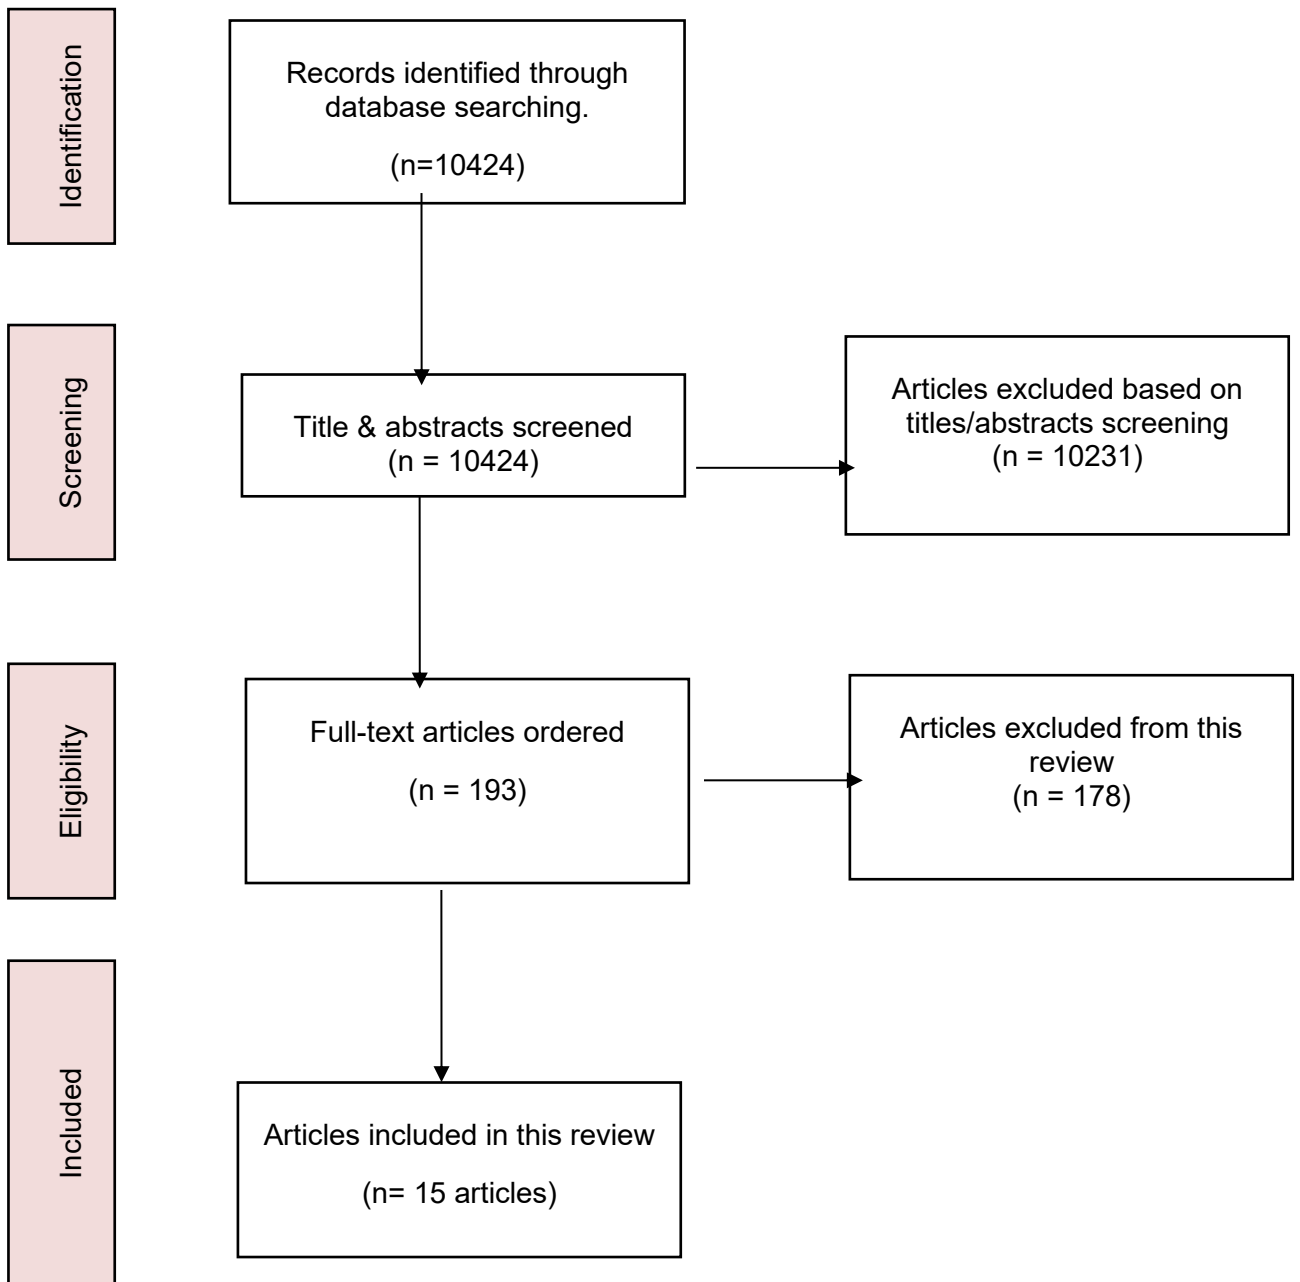 Identification
Records identified through
database searching.
(n=10424)
Screening
Title & abstracts screened
(n = 10424)
Articles excluded based on
titles/abstracts screening
(n = 10231)
Eligibility
Full-text articles ordered
(n = 193)
Articles excluded from this
review
(n = 178)
Included
Articles included in this review
(n= 15 articles)